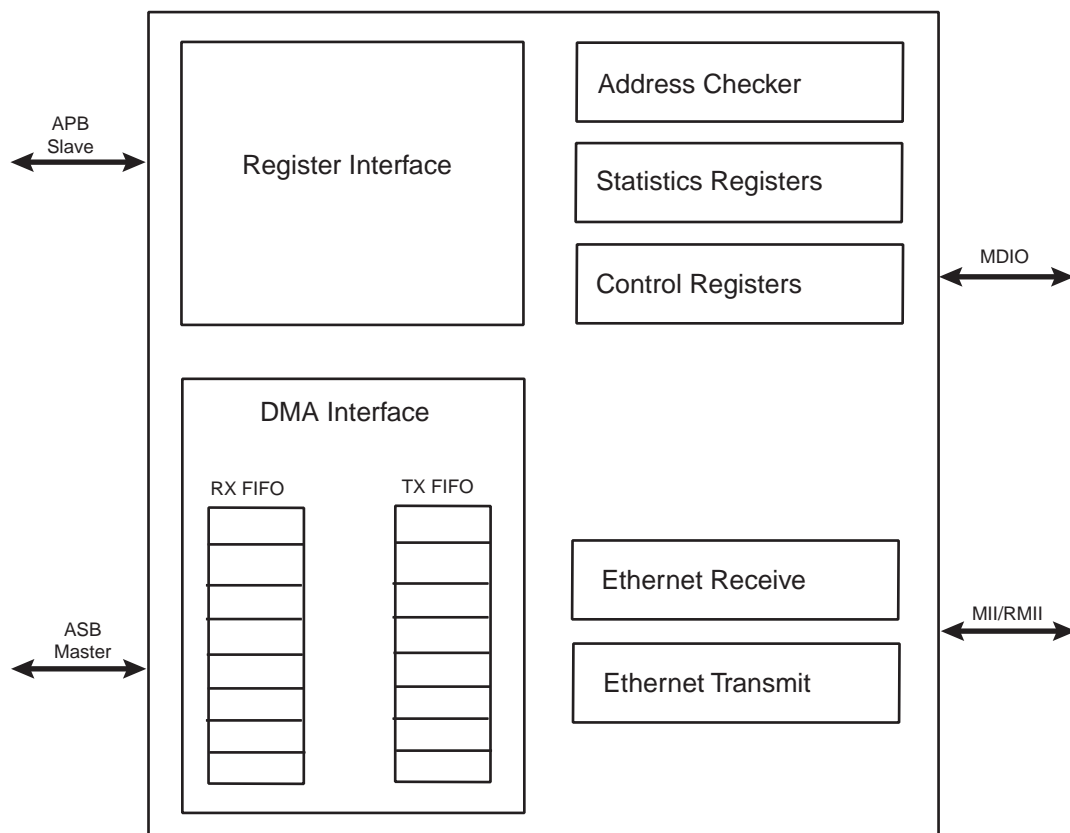 APB
Slave
Register Interface
Address Checker
Statistics Registers
Control Registers
MDIO
DMA Interface
RX FIFO
TX FIFO
ASB
Master
Ethernet Receive
Ethernet Transmit
MII/RMII